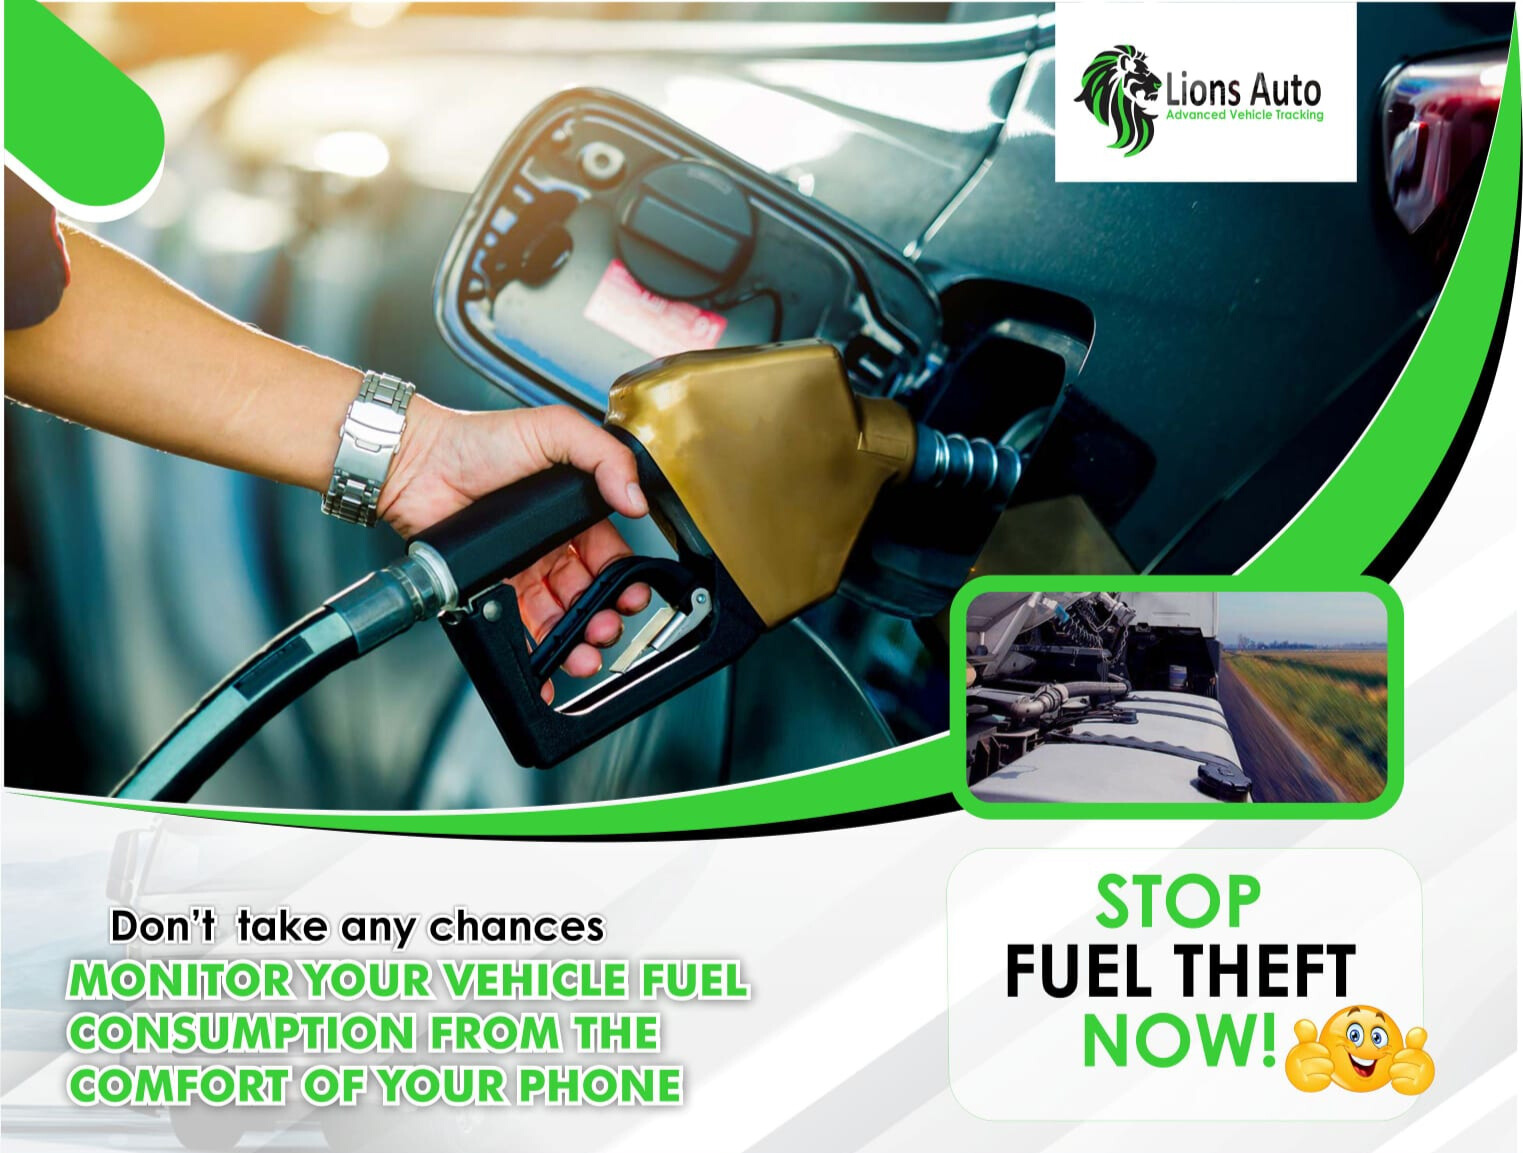 Lions Auto
Advanced Vehicle Tracking
Don't take any chances
MONITOR YOUR VEHICLE FUEL
CONSUMPTION FROM THE
COMFORT OF YOUR PHONE
STOP
FUEL THEFT
NOW!